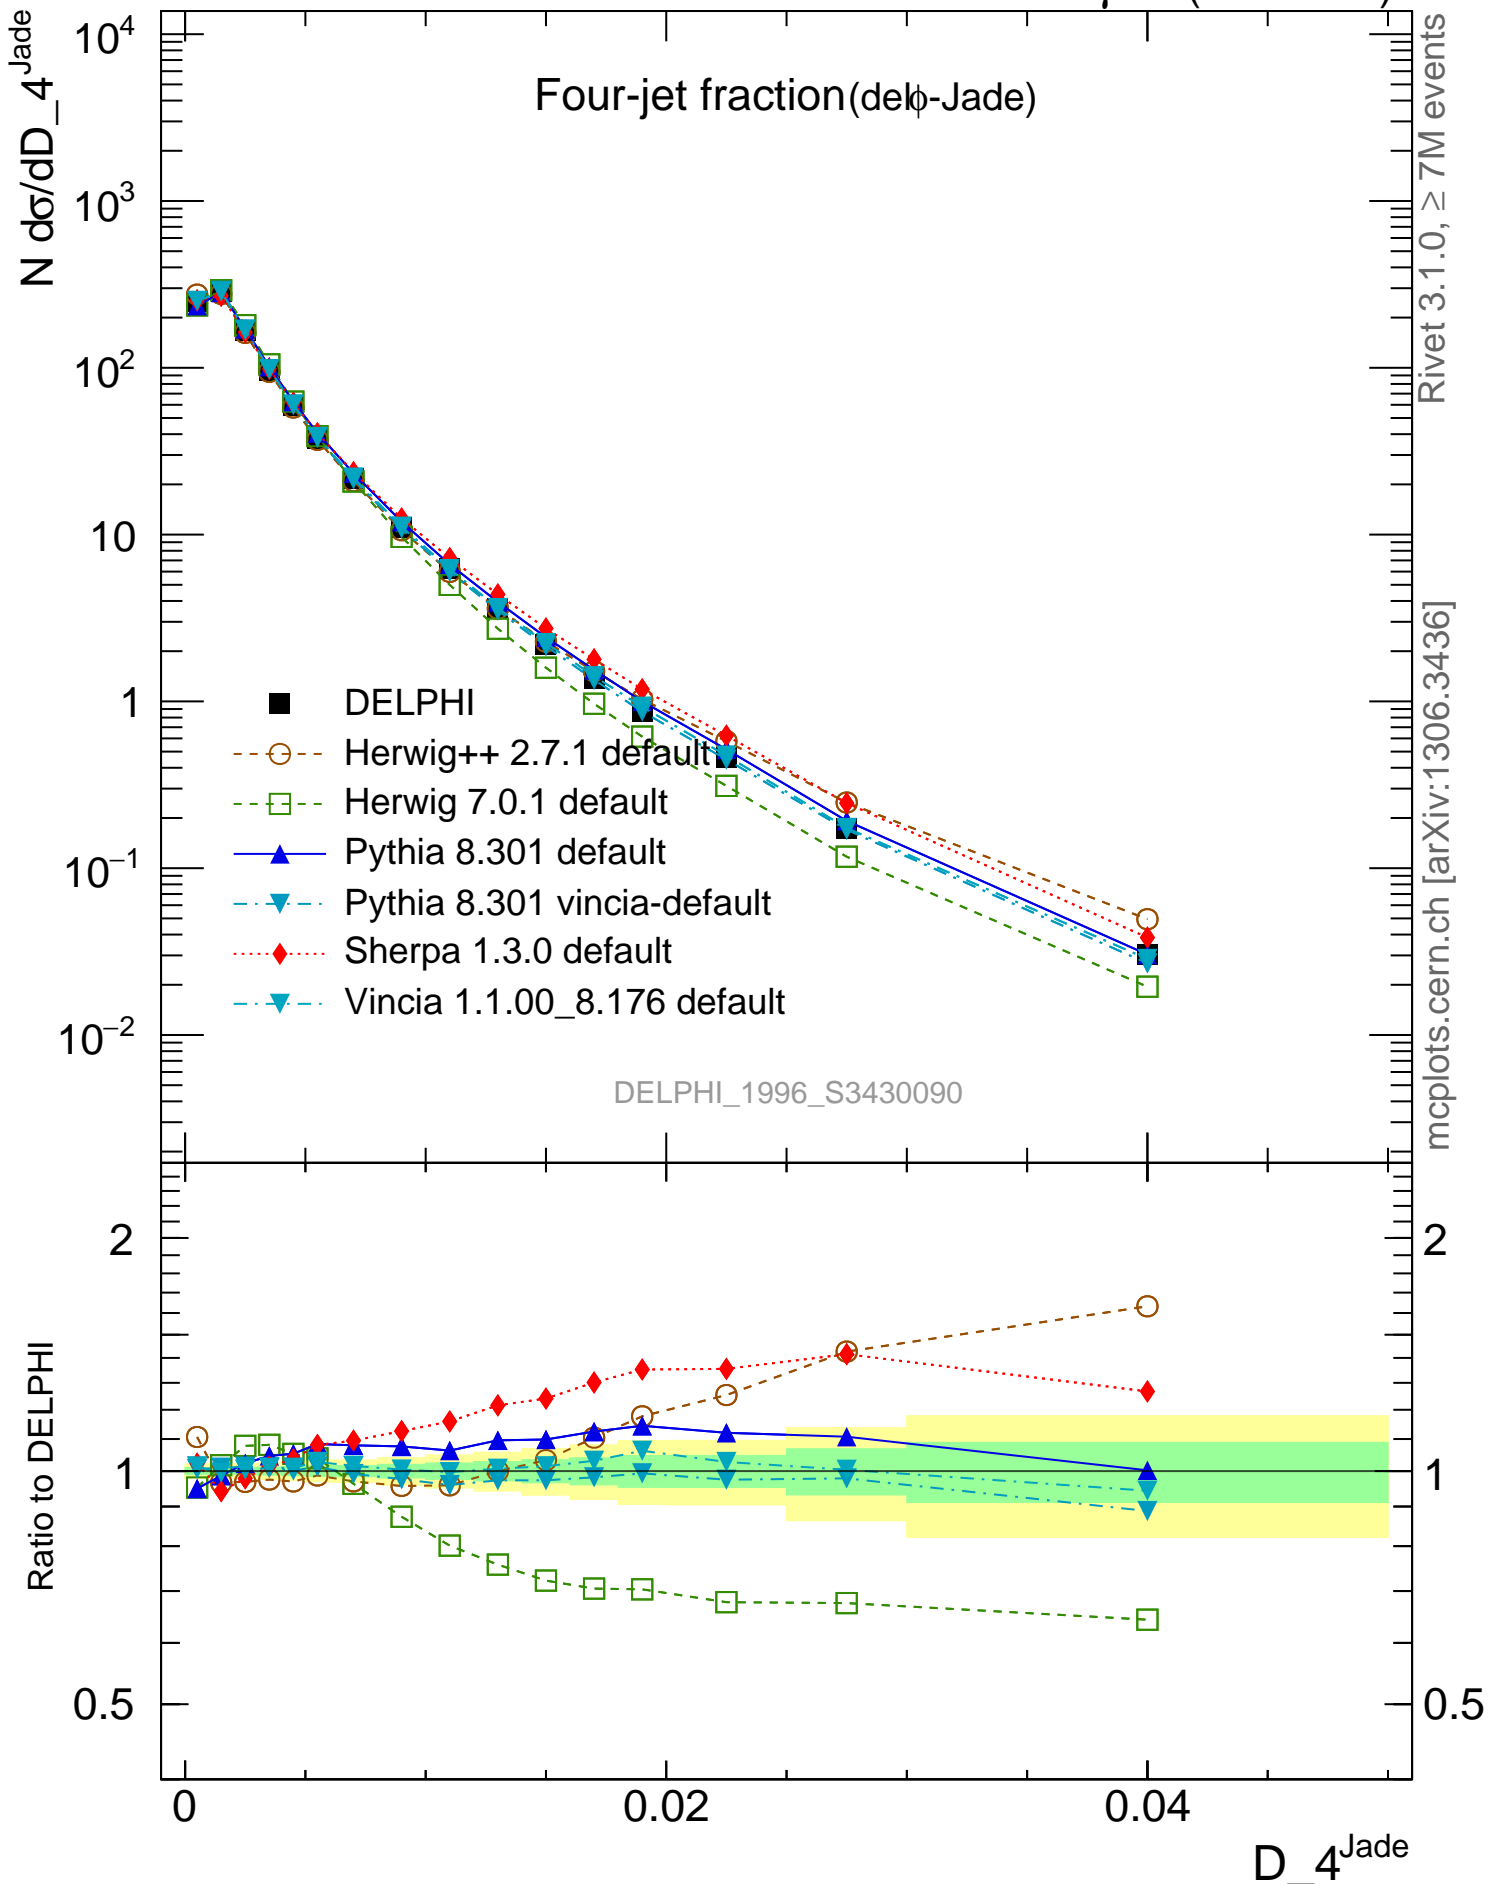 N dσ/dD_4^Jade
Four-jet fraction(delϕ-Jade)
10^4
10^3
10^2
10
1
10^−1
10^−2
DELPHI
Herwig++ 2.7.1 default
Herwig 7.0.1 default
Pythia 8.301 default
Pythia 8.301 vincia-default
Sherpa 1.3.0 default
Vincia 1.1.00_8.176 default
DELPHI_1996_S3430090
Rivet 3.1.0, ≥ 7M events
mcplots.cern.ch [arXiv:1306.3436]
Ratio to DELPHI
2
2
1
1
0.5
0.5
0
0.02
0.04
D_4^Jade